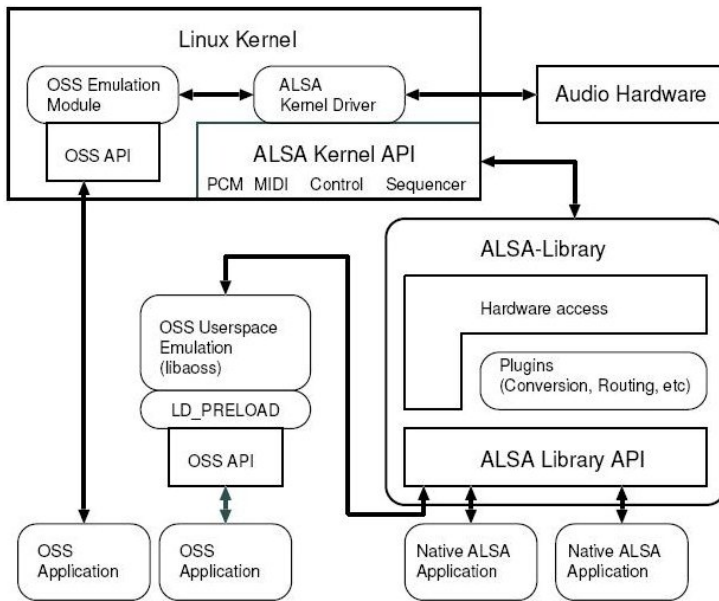 Linux Kernel
OSS Emulation
Module
ALSA
Kernel Driver
Audio Hardware
OSS API
ALSA Kernel API
PCM MIDI Control Sequencer
ALSA-Library
Hardware access
OSS Userspace
Emulation
(libaoss)
Plugins
(Conversion, Routing, etc)
LD_PRELOAD
OSS API
ALSA Library API
OSS
Application
OSS
Application
Native ALSA
Application
Native ALSA
Application